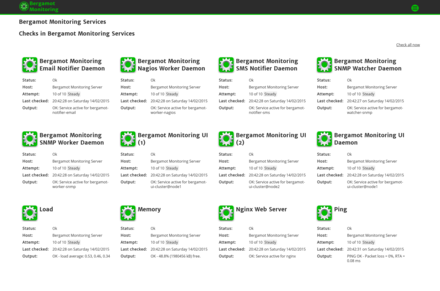 Bergamot
Monitoring
Bergamot Monitoring Services
Checks in Bergamot Monitoring Services
Check all now
Bergamot Monitoring Email Notifier Daemon
Status: Ok
Host: Bergamot Monitoring Server
Attempt: 10 of 10 Steady
Last checked: 20:42:28 on Saturday 14/02/2015
Output: OK: Service active for bergamot-notifier-email
Bergamot Monitoring Nagios Worker Daemon
Status: Ok
Host: Bergamot Monitoring Server
Attempt: 10 of 10 Steady
Last checked: 20:42:28 on Saturday 14/02/2015
Output: OK: Service active for bergamot-worker-nagios
Bergamot Monitoring SMS Notifier Daemon
Status: Ok
Host: Bergamot Monitoring Server
Attempt: 10 of 10 Steady
Last checked: 20:42:28 on Saturday 14/02/2015
Output: OK: Service active for bergamot-notifier-sms
Bergamot Monitoring SNMP Watcher Daemon
Status: Ok
Host: Bergamot Monitoring Server
Attempt: 10 of 10 Steady
Last checked: 20:42:27 on Saturday 14/02/2015
Output: OK: Service active for bergamot-watcher-snmp
Bergamot Monitoring SNMP Worker Daemon
Status: Ok
Host: Bergamot Monitoring Server
Attempt: 10 of 10 Steady
Last checked: 20:42:28 on Saturday 14/02/2015
Output: OK: Service active for bergamot-worker-snmp
Bergamot Monitoring UI (1)
Status: Ok
Host: Bergamot Monitoring Server
Attempt: 10 of 10 Steady
Last checked: 20:42:28 on Saturday 14/02/2015
Output: OK: Service active for bergamot-ui-cluster@node1
Bergamot Monitoring UI (2)
Status: Ok
Host: Bergamot Monitoring Server
Attempt: 10 of 10 Steady
Last checked: 20:42:28 on Saturday 14/02/2015
Output: OK: Service active for bergamot-ui-cluster@node2
Bergamot Monitoring UI Daemon
Status: Ok
Host: Bergamot Monitoring Server
Attempt: 10 of 10 Steady
Last checked: 20:42:28 on Saturday 14/02/2015
Output: OK: Service active for bergamot-ui
Load
Status: Ok
Host: Bergamot Monitoring Server
Attempt: 10 of 10 Steady
Last checked: 20:42:28 on Saturday 14/02/2015
Output: OK - load average: 0.53, 0.46, 0.34
Memory
Status: Ok
Host: Bergamot Monitoring Server
Attempt: 10 of 10 Steady
Last checked: 20:42:28 on Saturday 14/02/2015
Output: OK - 48.8% (1980456 kB) free.
Nginx Web Server
Status: Ok
Host: Bergamot Monitoring Server
Attempt: 10 of 10 Steady
Last checked: 20:42:28 on Saturday 14/02/2015
Output: OK: Service active for nginx
Ping
Status: Ok
Host: Bergamot Monitoring Server
Attempt: 10 of 10 Steady
Last checked: 20:42:31 on Saturday 14/02/2015
Output: PING OK - Packet loss = 0%, RTA = 0.08 ms